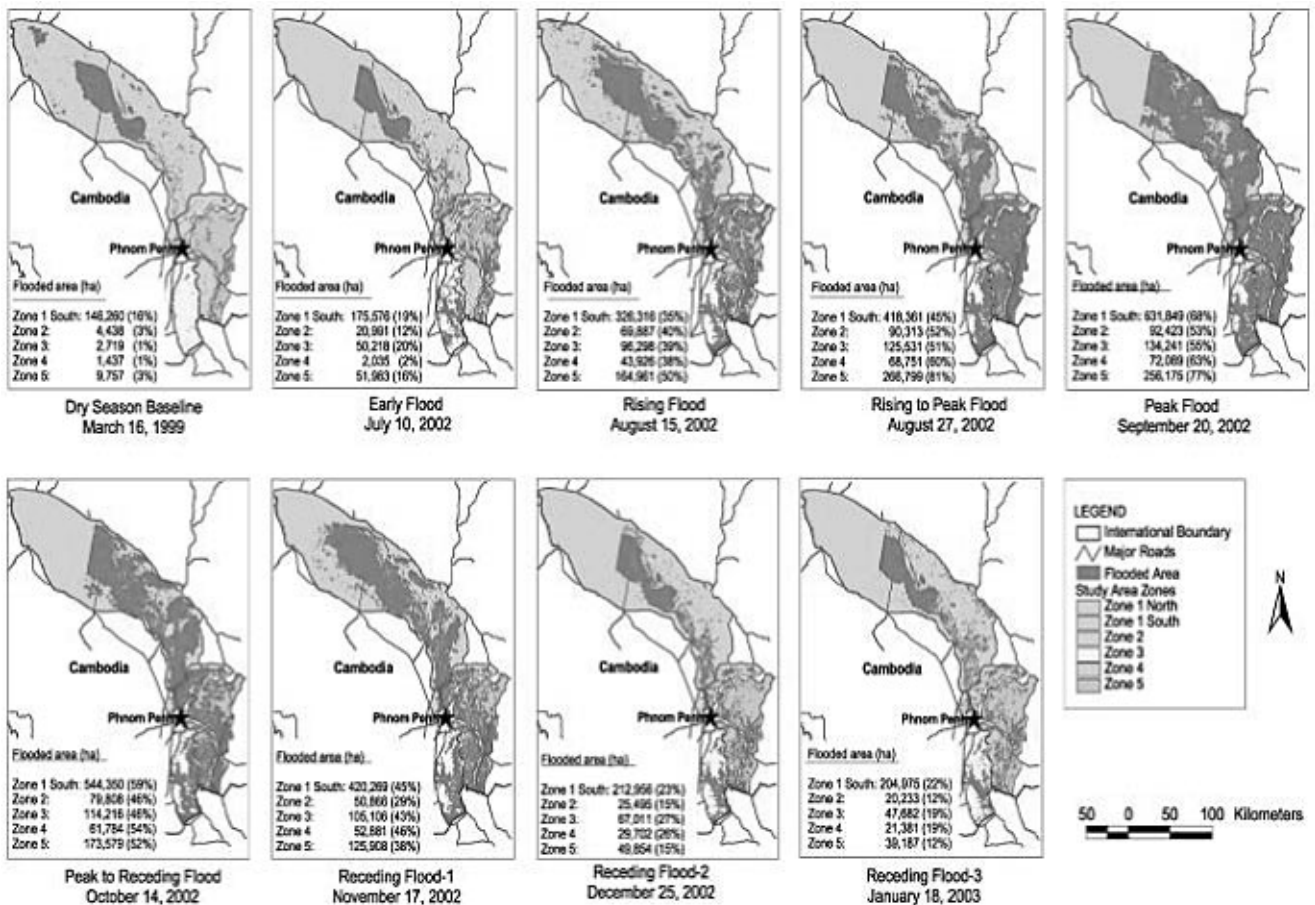 Cambodia
Phnom Penh
Flooded area (ha)
Zone 1 South: 146,260 (16%)
Zone 2: 4,438 (3%)
Zone 3: 2,719 (1%)
Zone 4: 1,437 (1%)
Zone 5: 9,757 (3%)
Dry Season Baseline
March 16, 1999
Cambodia
Phnom Penh
Flooded area (ha)
Zone 1 South: 175,576 (19%)
Zone 2: 20,991 (12%)
Zone 3: 50,218 (20%)
Zone 4: 2,035 (2%)
Zone 5: 51,963 (16%)
Early Flood
July 10, 2002
Cambodia
Phnom Penh
Flooded area (ha)
Zone 1 South: 326,316 (35%)
Zone 2: 69,887 (40%)
Zone 3: 96,298 (39%)
Zone 4: 43,926 (38%)
Zone 5: 164,961 (50%)
Rising Flood
August 15, 2002
Cambodia
Phnom Penh
Flooded area (ha)
Zone 1 South: 418,361 (45%)
Zone 2: 90,313 (52%)
Zone 3: 125,531 (51%)
Zone 4: 68,751 (60%)
Zone 5: 268,799 (81%)
Rising to Peak Flood
August 27, 2002
Cambodia
Phnom Penh
Flooded area (ha)
Zone 1 South: 631,849 (68%)
Zone 2: 92,423 (53%)
Zone 3: 134,241 (55%)
Zone 4: 72,089 (63%)
Zone 5: 256,175 (77%)
Peak Flood
September 20, 2002
Cambodia
Phnom Penh
Flooded area (ha)
Zone 1 South: 544,350 (59%)
Zone 2: 79,808 (46%)
Zone 3: 114,216 (46%)
Zone 4: 61,784 (54%)
Zone 5: 173,579 (52%)
Peak to Receding Flood
October 14, 2002
Cambodia
Phnom Penh
Flooded area (ha)
Zone 1 South: 420,269 (45%)
Zone 2: 50,866 (29%)
Zone 3: 105,106 (43%)
Zone 4: 52,881 (46%)
Zone 5: 125,908 (38%)
Receding Flood-1
November 17, 2002
Cambodia
Phnom Penh
Flooded area (ha)
Zone 1 South: 212,956 (23%)
Zone 2: 25,495 (15%)
Zone 3: 67,011 (27%)
Zone 4: 29,702 (26%)
Zone 5: 49,854 (15%)
Receding Flood-2
December 25, 2002
Cambodia
Phnom Penh
Flooded area (ha)
Zone 1 South: 204,975 (22%)
Zone 2: 20,233 (12%)
Zone 3: 47,682 (19%)
Zone 4: 21,381 (19%)
Zone 5: 39,187 (12%)
Receding Flood-3
January 18, 2003
LEGEND
International Boundary
Major Roads
Flooded Area
Study Area Zones
Zone 1 North
Zone 1 South
Zone 2
Zone 3
Zone 4
Zone 5
N
50 0 50 100 Kilometers